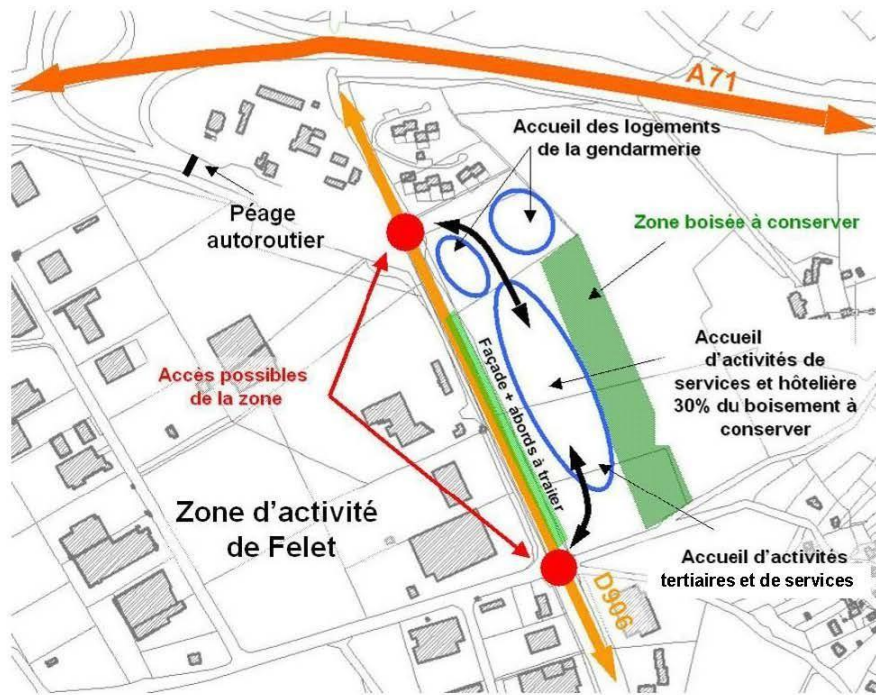 A71
Accueil des logements
de la gendarmerie
Péage
autoroutier
Zone boisée à conserver
Accès possibles
de la zone
Façade + abords à traiter
Accueil
d'activités de
services et hôtelière
30% du boisement à
conserver
Zone d'activité
de Felet
Accueil d'activités
tertiaires et de services
D906